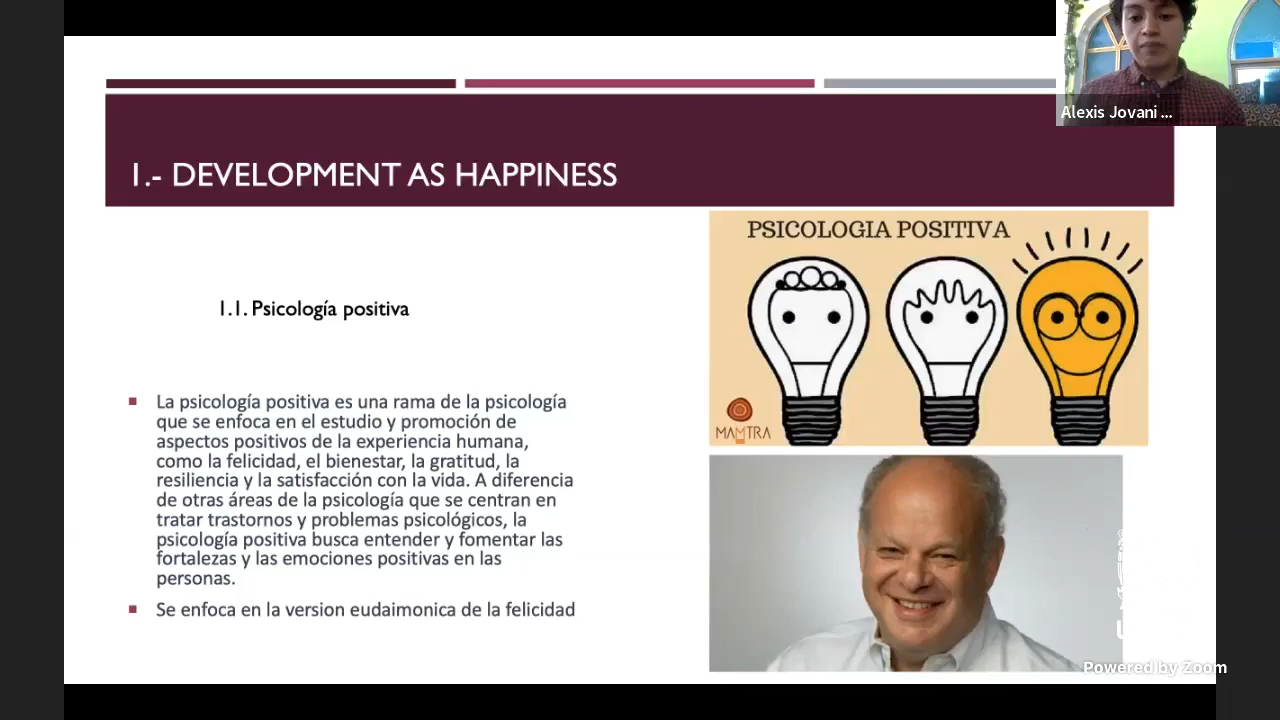 Alexis Jovani ...
1.- DEVELOPMENT AS HAPPINESS
1.1. Psicología positiva
La psicología positiva es una rama de la psicología
que se enfoca en el estudio y promoción de
aspectos positivos de la experiencia humana,
como la felicidad, el bienestar, la gratitud, la
resiliencia y la satisfacción con la vida. A diferencia
de otras áreas de la psicología que se centran en
tratar trastornos y problemas psicológicos, la
psicología positiva busca entender y fomentar las
fortalezas y las emociones positivas en las
personas.
Se enfoca en la version eudaimonica de la felicidad
PSICOLOGIA POSITIVA
MAMTRA
Powered by Zoom